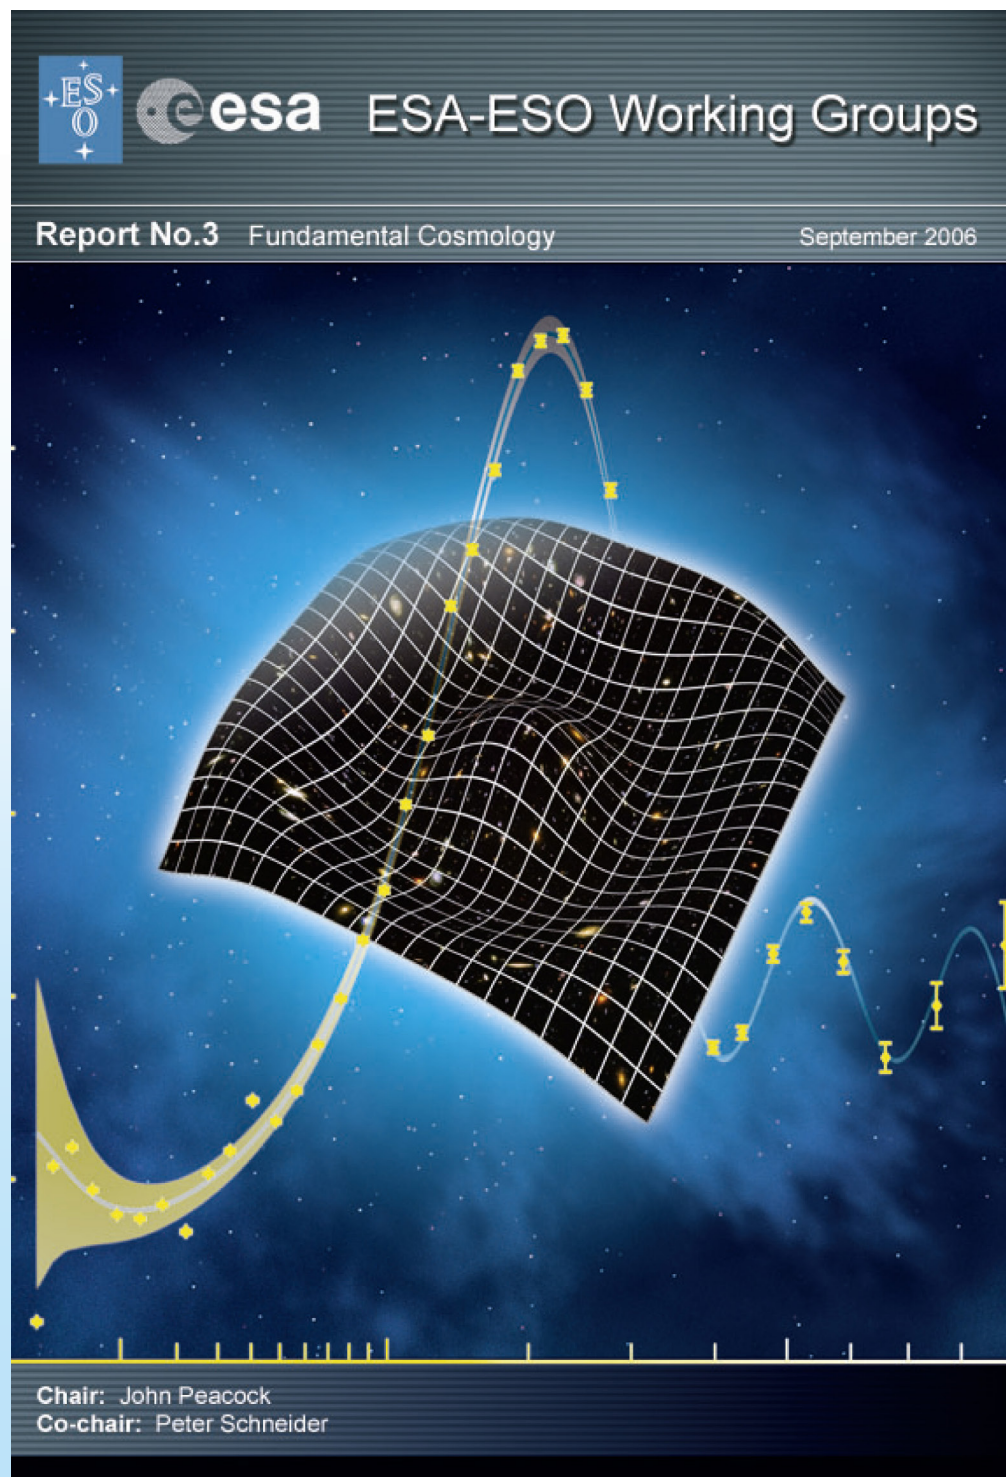 ESO
esa
ESA-ESO Working Groups
Report No.3 Fundamental Cosmology September 2006
Chair: John Peacock
Co-chair: Peter Schneider